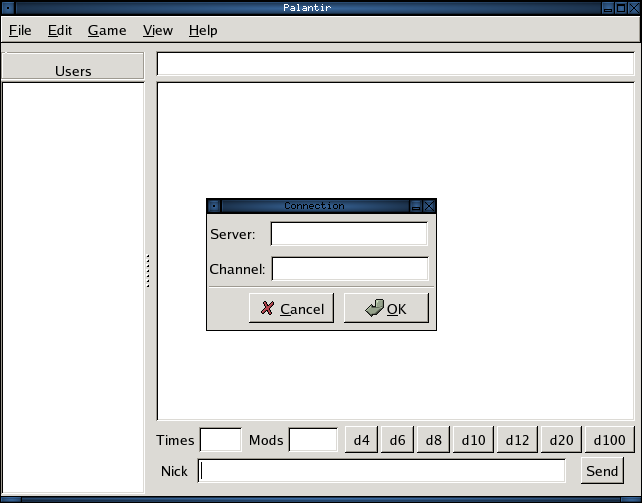 Palantir
File Edit Game View Help
Users
Connection
Server:
Channel:
Cancel OK
Times Mods d4 d6 d8 d10 d12 d20 d100
Nick Send